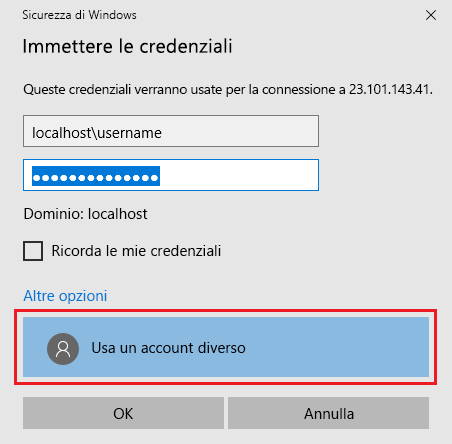 Sicurezza di Windows
Immettere le credenziali
Queste credenziali verranno usate per la connessione a 23.101.143.41.
localhost\username
●●●●●●●●●●●●●●
Dominio: localhost
Ricorda le mie credenziali
Altre opzioni
Usa un account diverso
OK
Annulla